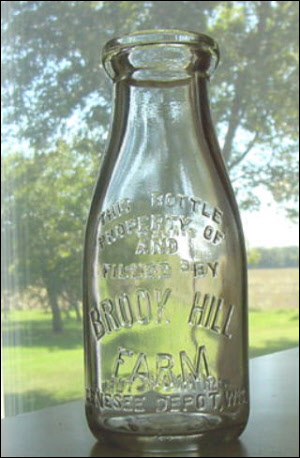 THIS BOTTLE
PROPERTY OF
AND
FILLED BY
BROOK HILL
FARM
GENESEE DEPOT, WIS.